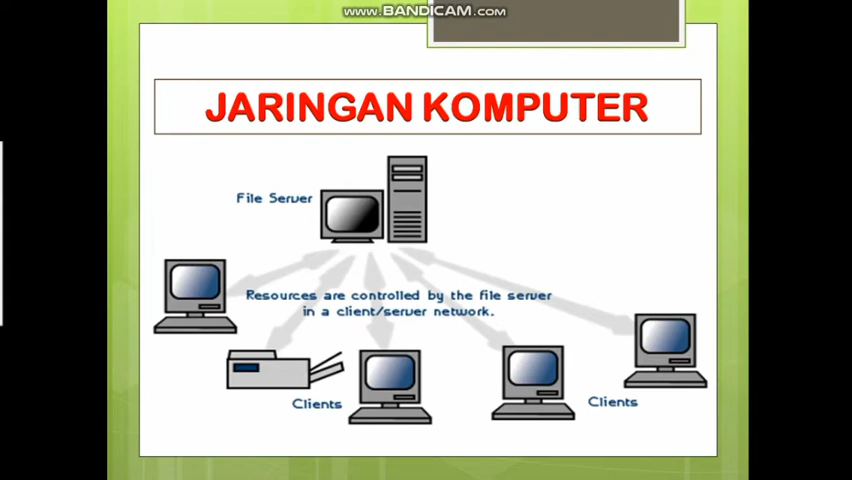 www.BANDICAM.com
JARINGAN KOMPUTER
File Server
Resources are controlled by the file server
in a client/server network.
Clients
Clients